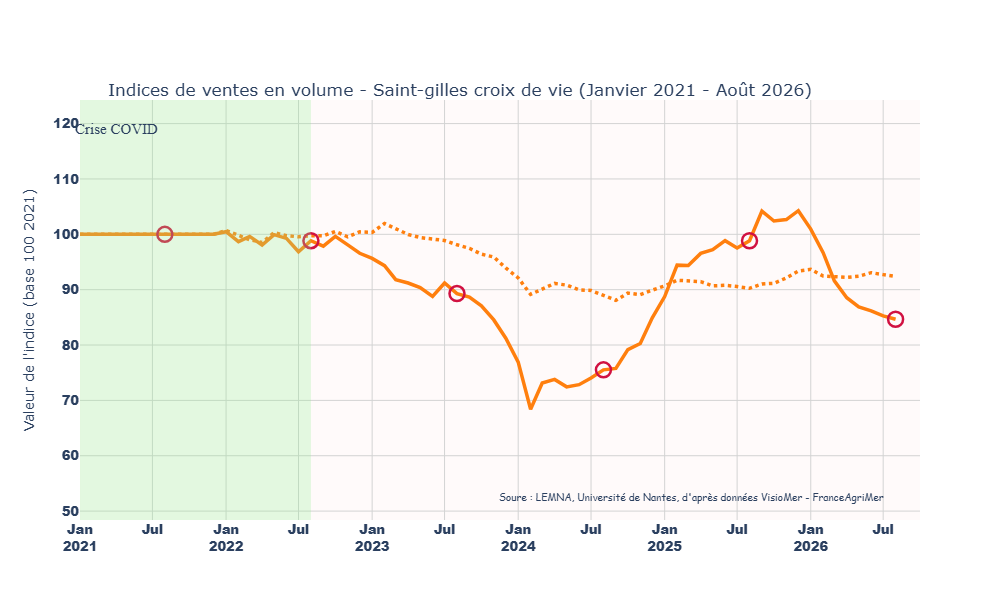 Indices de ventes en volume - Saint-gilles croix de vie (Janvier 2021 - Août 2026)
Valeur de l'indice (base 100 2021)
120
Crise COVID
110
100
90
80
70
60
Soure : LEMNA, Université de Nantes, d'après données VisioMer - FranceAgriMer
50
Jan Jul Jan Jul Jan Jul Jan Jul Jan Jul Jan Jul
2021 2022 2023 2024 2025 2026